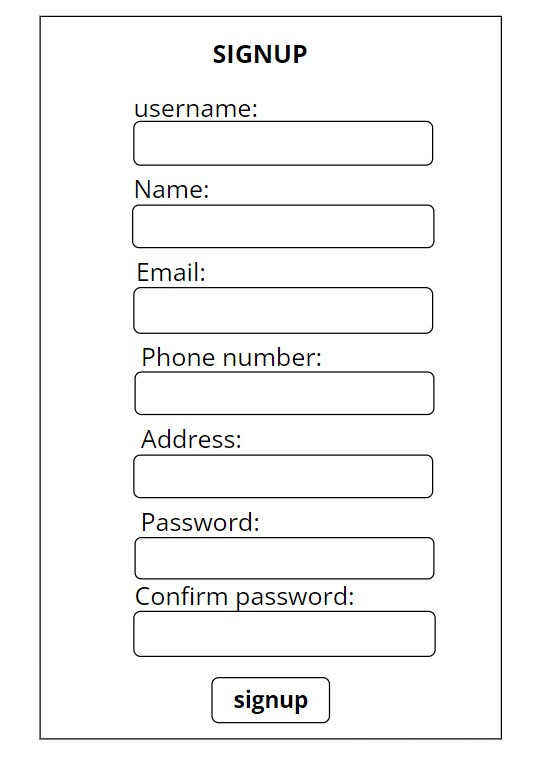 SIGNUP
username:
Name:
Email:
Phone number:
Address:
Password:
Confirm password:
signup